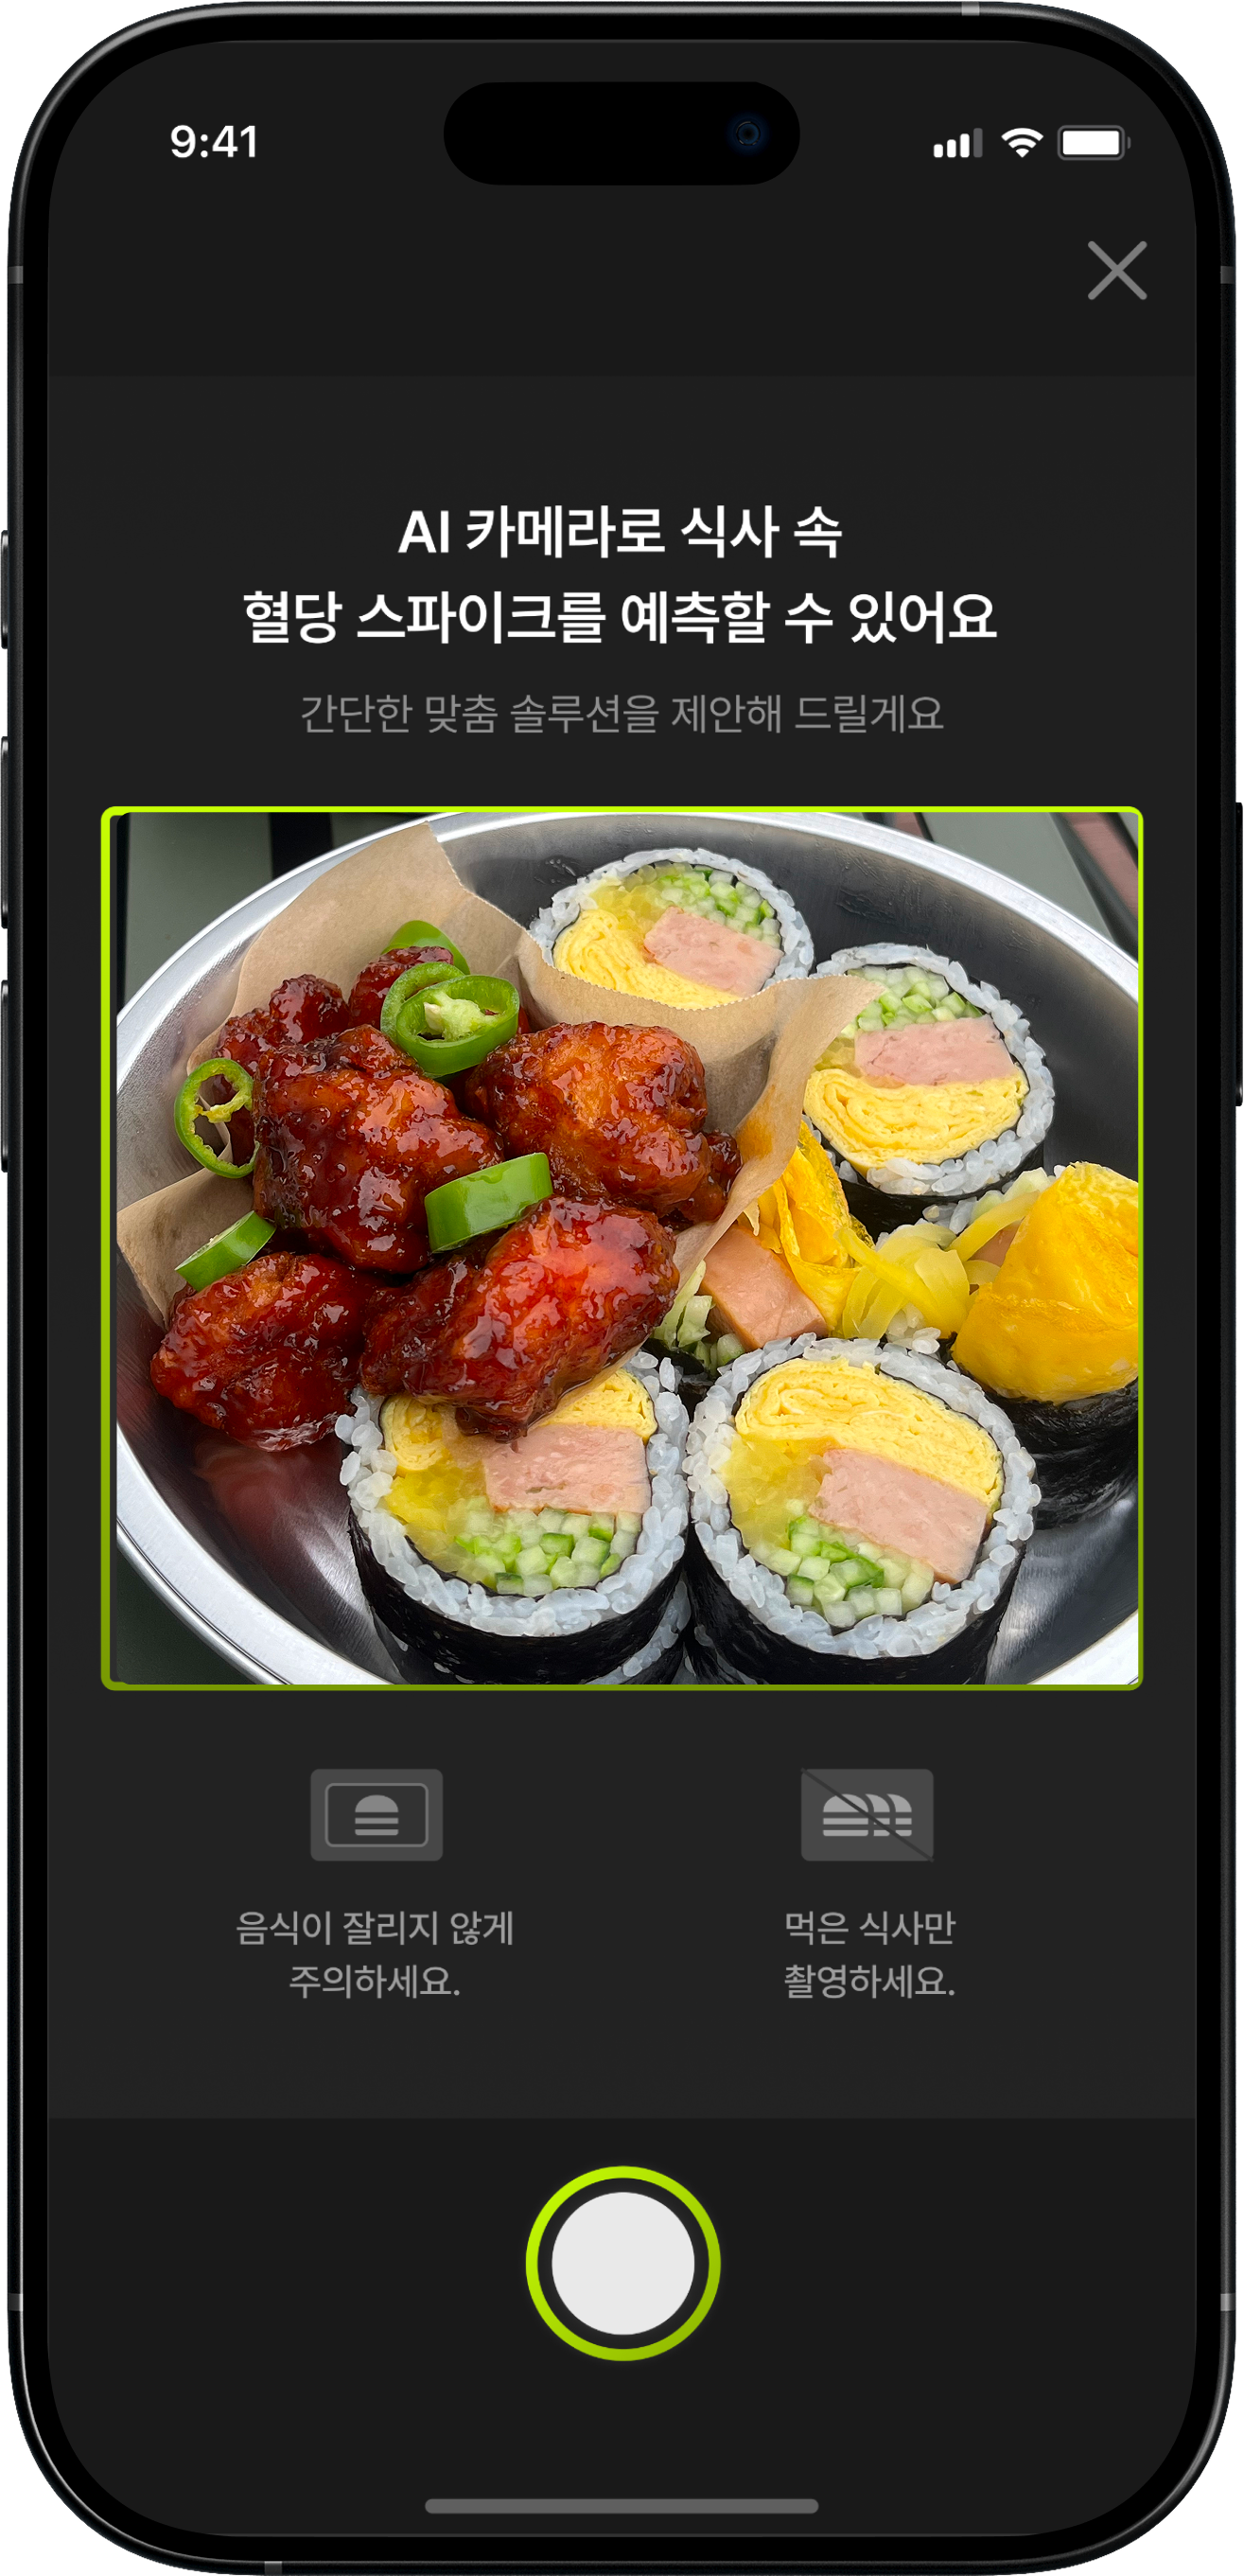 9:41
AI 카메라로 식사 속
혈당 스파이크를 예측할 수 있어요
간단한 맞춤 솔루션을 제안해 드릴게요
음식이 잘리지 않게
주의하세요.
먹은 식사만
촬영하세요.